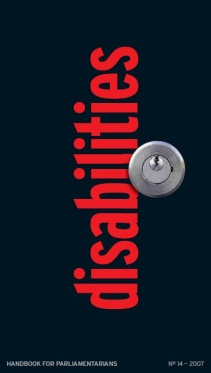 disabilities
HANDBOOK FOR PARLIAMENTARIANS Nº 14 – 2007